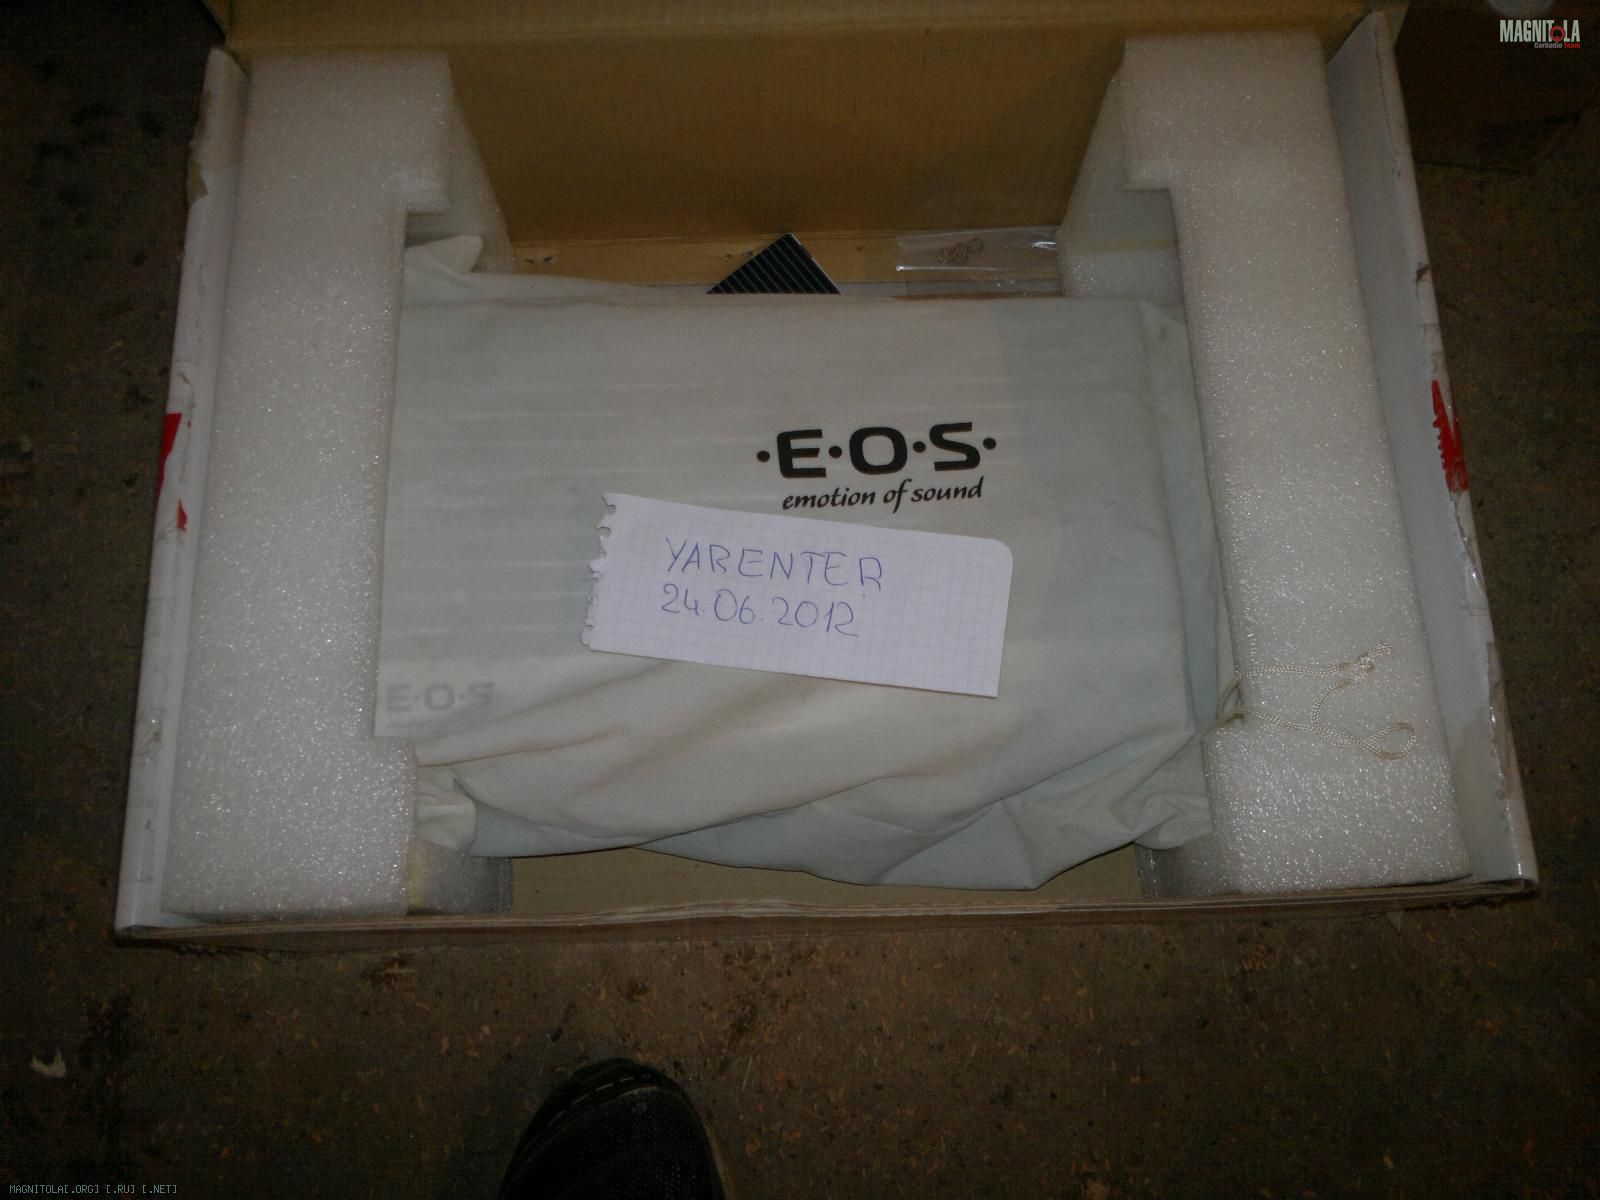 MAGNITOLA
CarAudio Team
·E·O·S·
emotion of sound
YARENTER
24.06.2012
E·O·S
MAGNITOLA[.ORG] [.RU] [.NET]